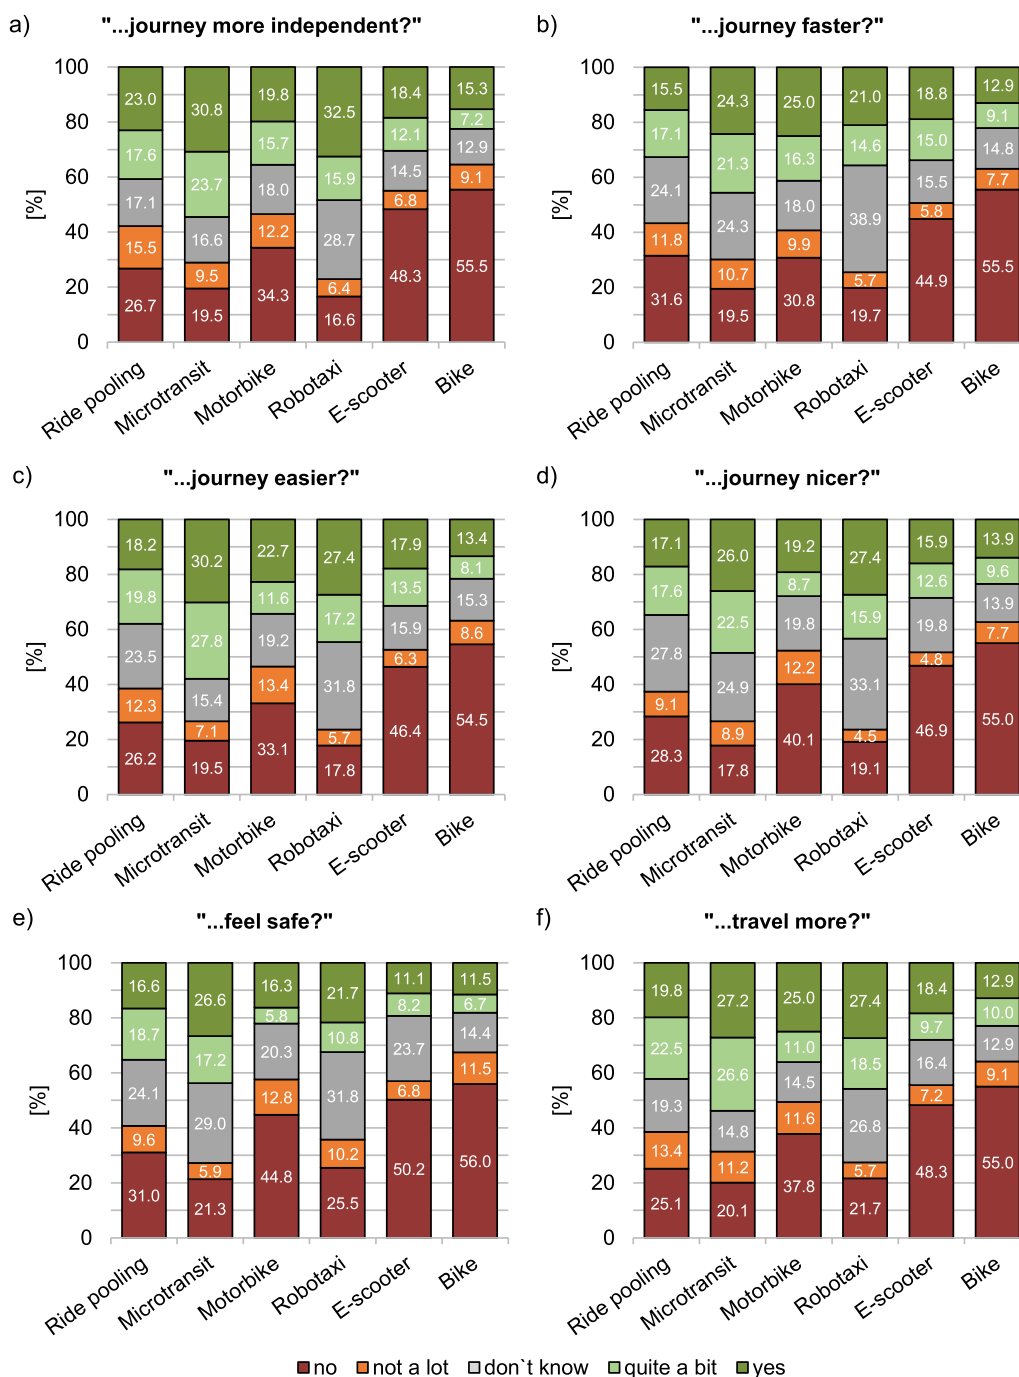 a) "...journey more independent?"
[%]
100
80
60
40
20
0
23.0 30.8 19.8 32.5 18.4 15.3
17.6 23.7 15.7 15.9 12.1 7.2
17.1 16.6 18.0 28.7 14.5 12.9
15.5 9.5 12.2 6.4 6.8 9.1
26.7 19.5 34.3 16.6 48.3 55.5
Ride pooling Microtransit Motorbike Robotaxi E-scooter Bike
b) "...journey faster?"
[%]
100
80
60
40
20
0
15.5 24.3 25.0 21.0 18.8 12.9
17.1 21.3 16.3 14.6 15.0 9.1
24.1 24.3 18.0 38.9 15.5 14.8
11.8 10.7 9.9 5.7 5.8 7.7
31.6 19.5 30.8 19.7 44.9 55.5
Ride pooling Microtransit Motorbike Robotaxi E-scooter Bike
c) "...journey easier?"
[%]
100
80
60
40
20
0
18.2 30.2 22.7 27.4 17.9 13.4
19.8 27.8 11.6 17.2 13.5 8.1
23.5 15.4 19.2 31.8 15.9 15.3
12.3 7.1 13.4 5.7 6.3 8.6
26.2 19.5 33.1 17.8 46.4 54.5
Ride pooling Microtransit Motorbike Robotaxi E-scooter Bike
d) "...journey nicer?"
[%]
100
80
60
40
20
0
17.1 26.0 19.2 27.4 15.9 13.9
17.6 22.5 8.7 15.9 12.6 9.6
27.8 24.9 19.8 33.1 19.8 13.9
9.1 8.9 12.2 4.5 4.8 7.7
28.3 17.8 40.1 19.1 46.9 55.0
Ride pooling Microtransit Motorbike Robotaxi E-scooter Bike
e) "...feel safe?"
[%]
100
80
60
40
20
0
16.6 26.6 16.3 21.7 11.1 11.5
18.7 17.2 5.8 10.8 8.2 6.7
24.1 29.0 20.3 31.8 23.7 14.4
9.6 5.9 12.8 10.2 6.8 11.5
31.0 21.3 44.8 25.5 50.2 56.0
Ride pooling Microtransit Motorbike Robotaxi E-scooter Bike
f) "...travel more?"
[%]
100
80
60
40
20
0
19.8 27.2 25.0 27.4 18.4 12.9
22.5 26.6 11.0 18.5 9.7 10.0
19.3 14.8 14.5 26.8 16.4 12.9
13.4 11.2 11.6 5.7 7.2 9.1
25.1 20.1 37.8 21.7 48.3 55.0
Ride pooling Microtransit Motorbike Robotaxi E-scooter Bike
no not a lot don`t know quite a bit yes